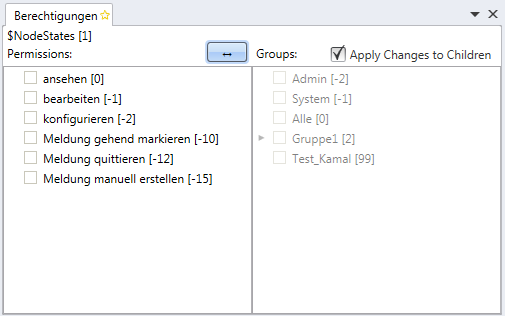 Berechtigungen
$NodeStates [1]
Permissions:
↔
Groups:
Apply Changes to Children
ansehen [0]
bearbeiten [-1]
konfigurieren [-2]
Meldung gehend markieren [-10]
Meldung quittieren [-12]
Meldung manuell erstellen [-15]
Admin [-2]
System [-1]
Alle [0]
Gruppe1 [2]
Test_Kamal [99]